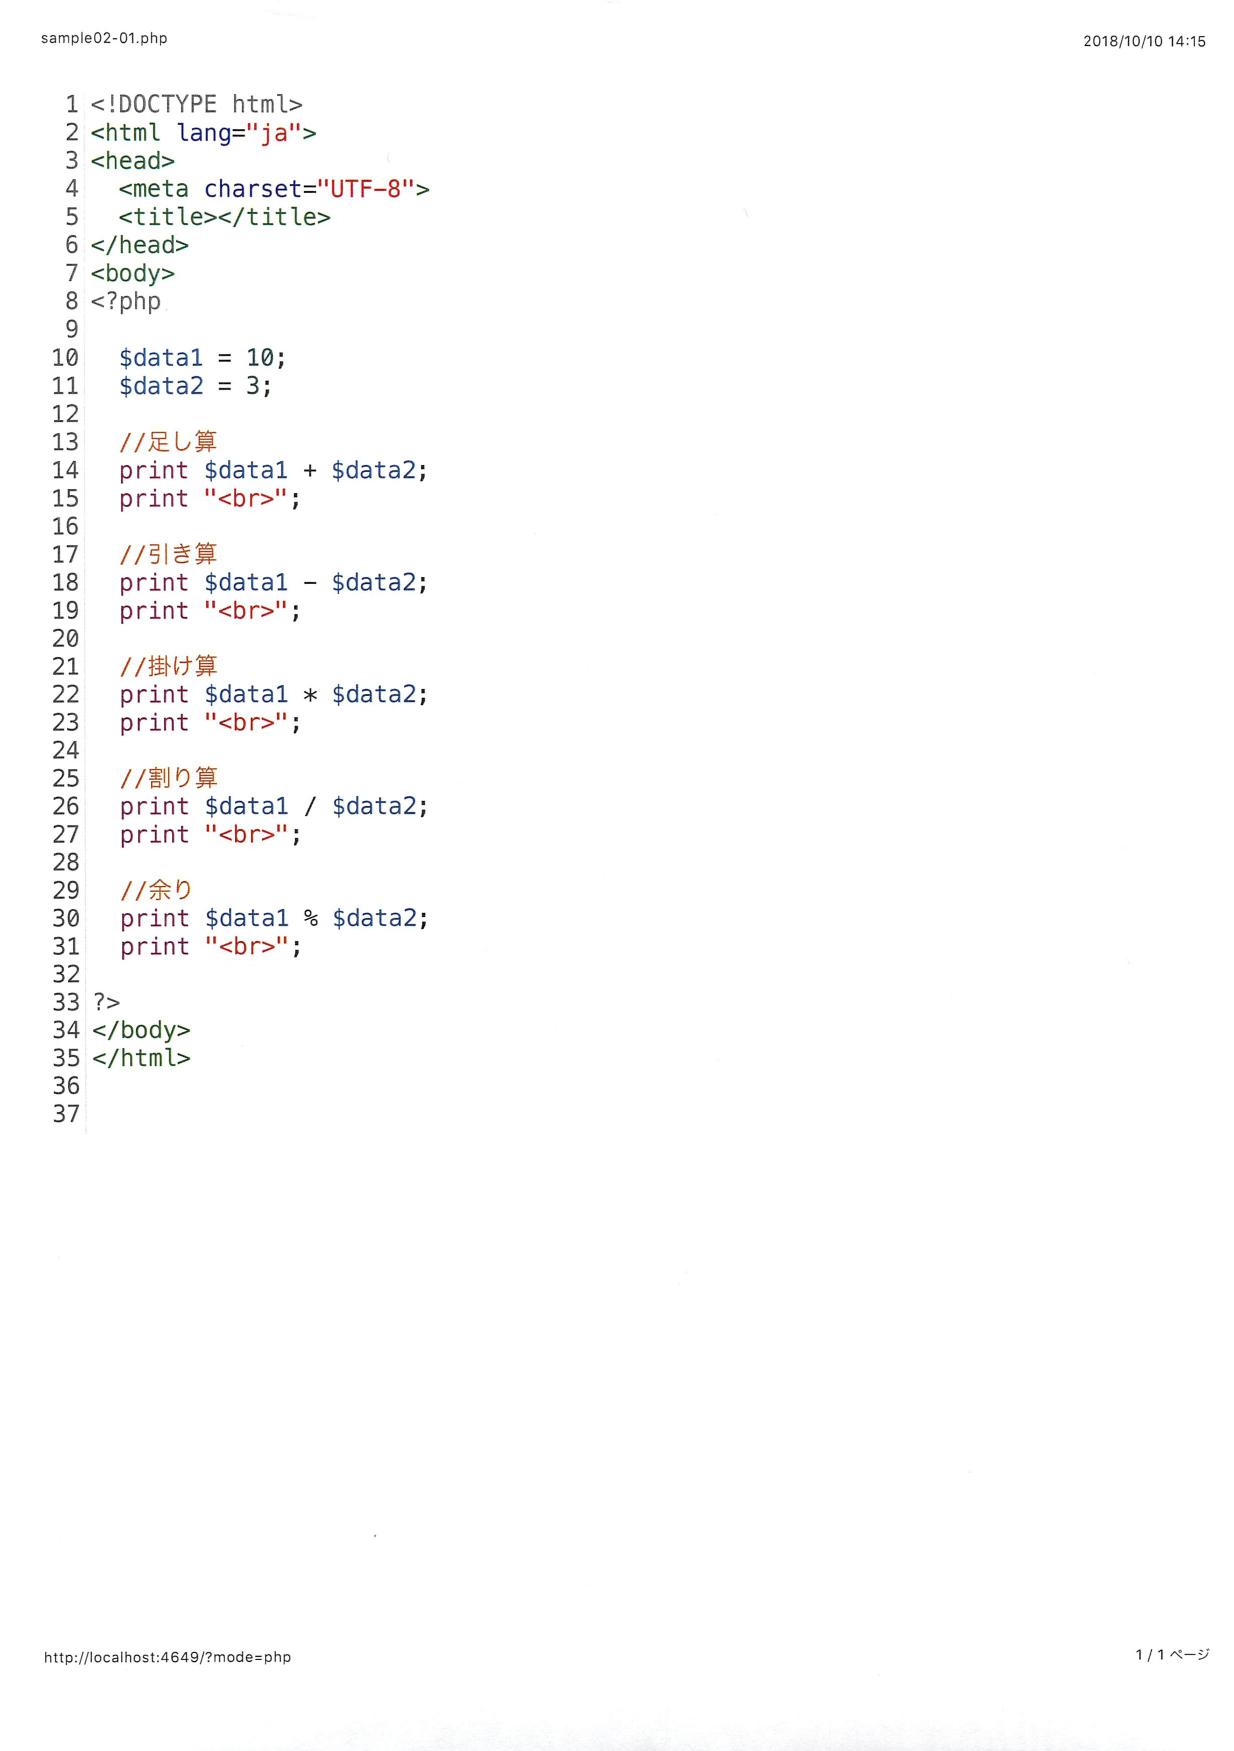 sample02-01.php
2018/10/10 14:15
1 <!DOCTYPE html>
2 <html lang="ja">
3 <head>
4   <meta charset="UTF-8">
5   <title></title>
6 </head>
7 <body>
8 <?php
9
10   $data1 = 10;
11   $data2 = 3;
12
13   //足し算
14   print $data1 + $data2;
15   print "<br>";
16
17   //引き算
18   print $data1 - $data2;
19   print "<br>";
20
21   //掛け算
22   print $data1 * $data2;
23   print "<br>";
24
25   //割り算
26   print $data1 / $data2;
27   print "<br>";
28
29   //余り
30   print $data1 % $data2;
31   print "<br>";
32
33 ?>
34 </body>
35 </html>
36
37
http://localhost:4649/?mode=php
1 / 1 ページ